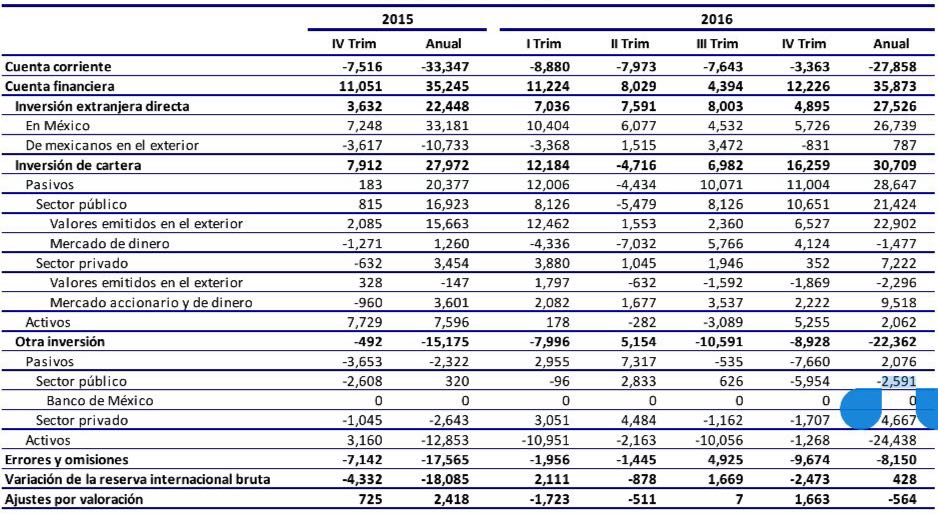 2015 2016
IV Trim Anual I Trim II Trim III Trim IV Trim Anual
Cuenta corriente -7,516 -33,347 -8,880 -7,973 -7,643 -3,363 -27,858
Cuenta financiera 11,051 35,245 11,224 8,029 4,394 12,226 35,873
Inversión extranjera directa 3,632 22,448 7,036 7,591 8,003 4,895 27,526
En México 7,248 33,181 10,404 6,077 4,532 5,726 26,739
De mexicanos en el exterior -3,617 -10,733 -3,368 1,515 3,472 -831 787
Inversión de cartera 7,912 27,972 12,184 -4,716 6,982 16,259 30,709
Pasivos 183 20,377 12,006 -4,434 10,071 11,004 28,647
Sector público 815 16,923 8,126 -5,479 8,126 10,651 21,424
Valores emitidos en el exterior 2,085 15,663 12,462 1,553 2,360 6,527 22,902
Mercado de dinero -1,271 1,260 -4,336 -7,032 5,766 4,124 -1,477
Sector privado -632 3,454 3,880 1,045 1,946 352 7,222
Valores emitidos en el exterior 328 -147 1,797 -632 -1,592 -1,869 -2,296
Mercado accionario y de dinero -960 3,601 2,082 1,677 3,537 2,222 9,518
Activos 7,729 7,596 178 -282 -3,089 5,255 2,062
Otra inversión -492 -15,175 -7,996 5,154 -10,591 -8,928 -22,362
Pasivos -3,653 -2,322 2,955 7,317 -535 -7,660 2,076
Sector público -2,608 320 -96 2,833 626 -5,954 -2,591
Banco de México 0 0 0 0 0 0 0
Sector privado -1,045 -2,643 3,051 4,484 -1,162 -1,707 4,667
Activos 3,160 -12,853 -10,951 -2,163 -10,056 -1,268 -24,438
Errores y omisiones -7,142 -17,565 -1,956 -1,445 4,925 -9,674 -8,150
Variación de la reserva internacional bruta -4,332 -18,085 2,111 -878 1,669 -2,473 428
Ajustes por valoración 725 2,418 -1,723 -511 7 1,663 -564